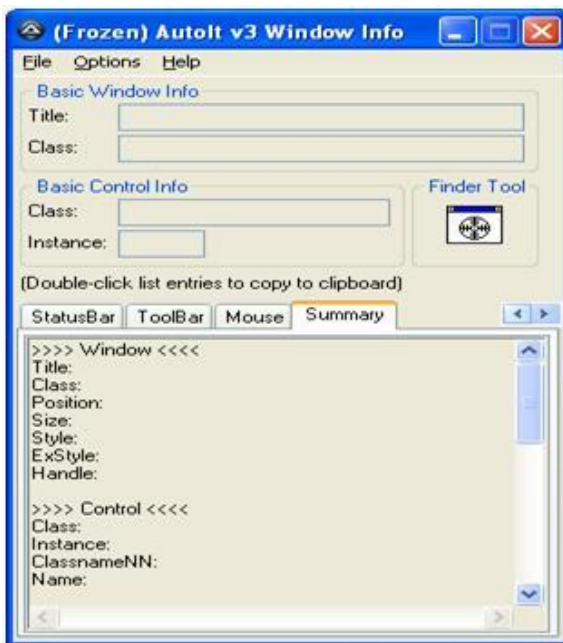 (Frozen) AutoIt v3 Window Info
File Options Help
Basic Window Info
Title:
Class:
Basic Control Info
Finder Tool
Class:
Instance:
(Double-click list entries to copy to clipboard)
StatusBar ToolBar Mouse Summary
>>>> Window <<<<
Title:
Class:
Position:
Size:
Style:
ExStyle:
Handle:
>>>> Control <<<<
Class:
Instance:
ClassnameNN:
Name: